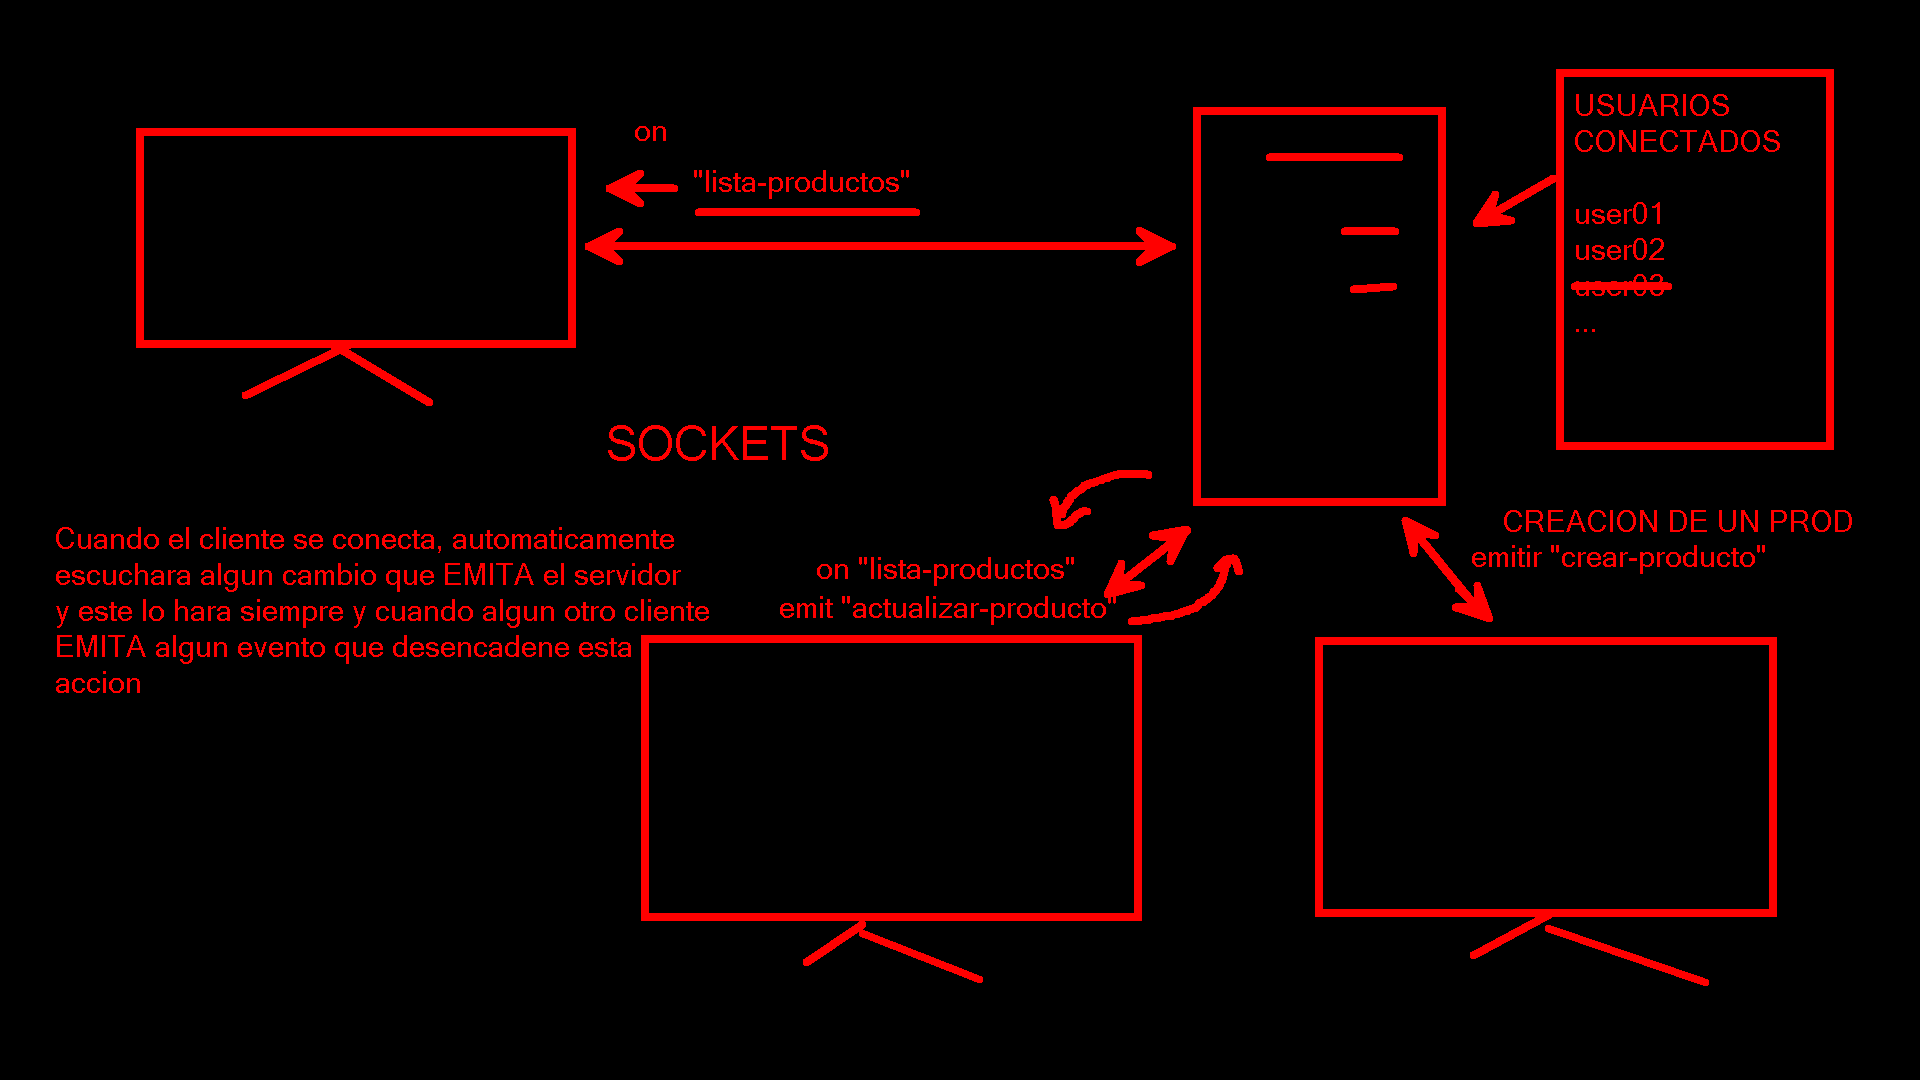 on
"lista-productos"
USUARIOS
CONECTADOS
user01
user02
user03
...
SOCKETS
Cuando el cliente se conecta, automaticamente
escuchara algun cambio que EMITA el servidor
y este lo hara siempre y cuando algun otro cliente
EMITA algun evento que desencadene esta
accion
on "lista-productos"
emit "actualizar-producto"
CREACION DE UN PROD
emitir "crear-producto"